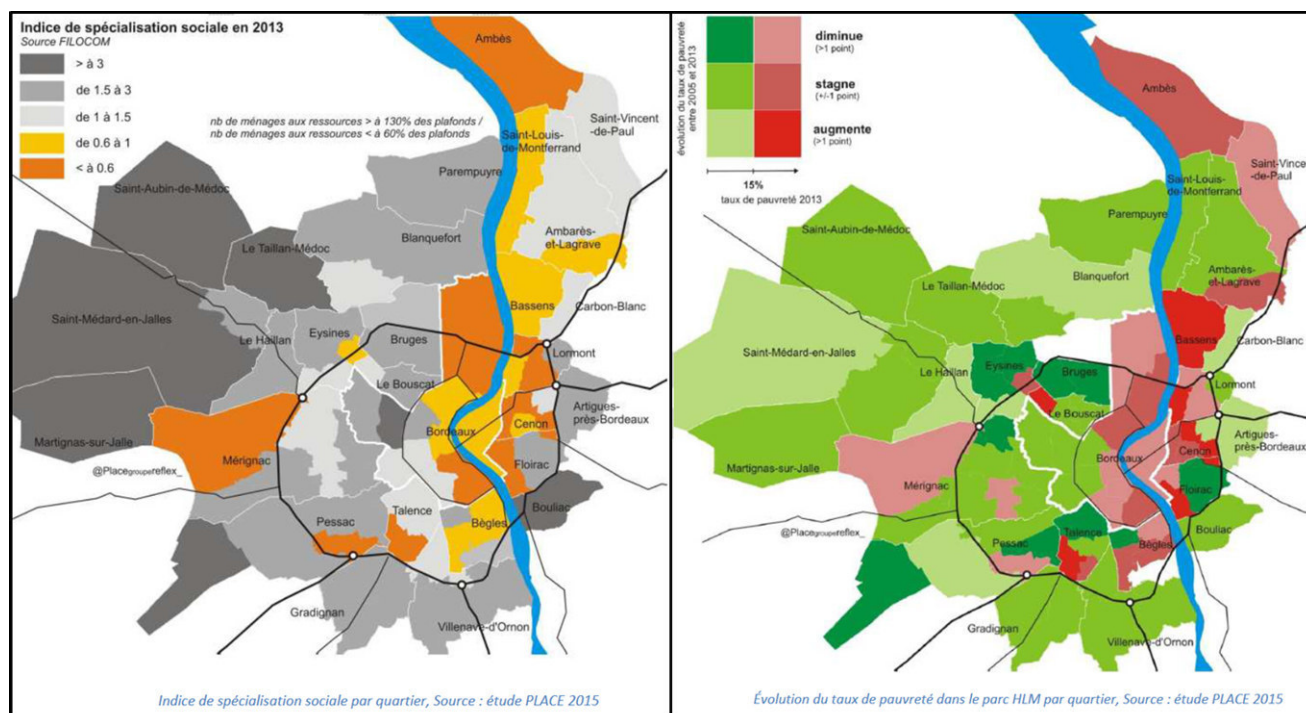 Indice de spécialisation sociale en 2013
Source FILOCOM
> à 3
de 1.5 à 3
de 1 à 1.5
de 0.6 à 1
< à 0.6
nb de ménages aux ressources > à 130% des plafonds /
nb de ménages aux ressources < à 60% des plafonds
Ambès
Saint-Vincent
-de-Paul
Saint-Louis-
de-Montferrand
Parempuyre
Saint-Aubin-de-Médoc
Blanquefort
Le Taillan-Médoc
Ambarès-
et-Lagrave
Bassens
Carbon-Blanc
Saint-Médard-en-Jalles
Le Haillan
Eysines
Bruges
Lormont
Le Bouscat
Artigues-
près-Bordeaux
Bordeaux
Cenon
Martignas-sur-Jalle
Mérignac
Floirac
@Placegroupereflex_
Bouliac
Pessac
Talence
Bègles
Gradignan
Villenave-d'Ornon
Indice de spécialisation sociale par quartier, Source : étude PLACE 2015
évolution du taux de pauvreté
entre 2005 et 2013
diminue
(>1 point)
stagne
(+/-1 point)
augmente
(>1 point)
15%
taux de pauvreté 2013
Ambès
Saint-Vince
-de-Paul
Saint-Louis-
de-Montferrand
Parempuyre
Saint-Aubin-de-Médoc
Blanquefort
Ambarès-
et-Lagrave
Le Taillan-Médoc
Bassens
Carbon-Blanc
Saint-Médard-en-Jalles
Le Haillan
Eysines
Bruges
Lormont
Le Bouscat
Artigues-
près-Bordeaux
Cenon
Bordeaux
Martignas-sur-Jalle
Mérignac
Floirac
Bouliac
@Placegroupereflex_
Talence
Pessac
Bègles
Gradignan
Villenave-d'Ornon
Évolution du taux de pauvreté dans le parc HLM par quartier, Source : étude PLACE 2015